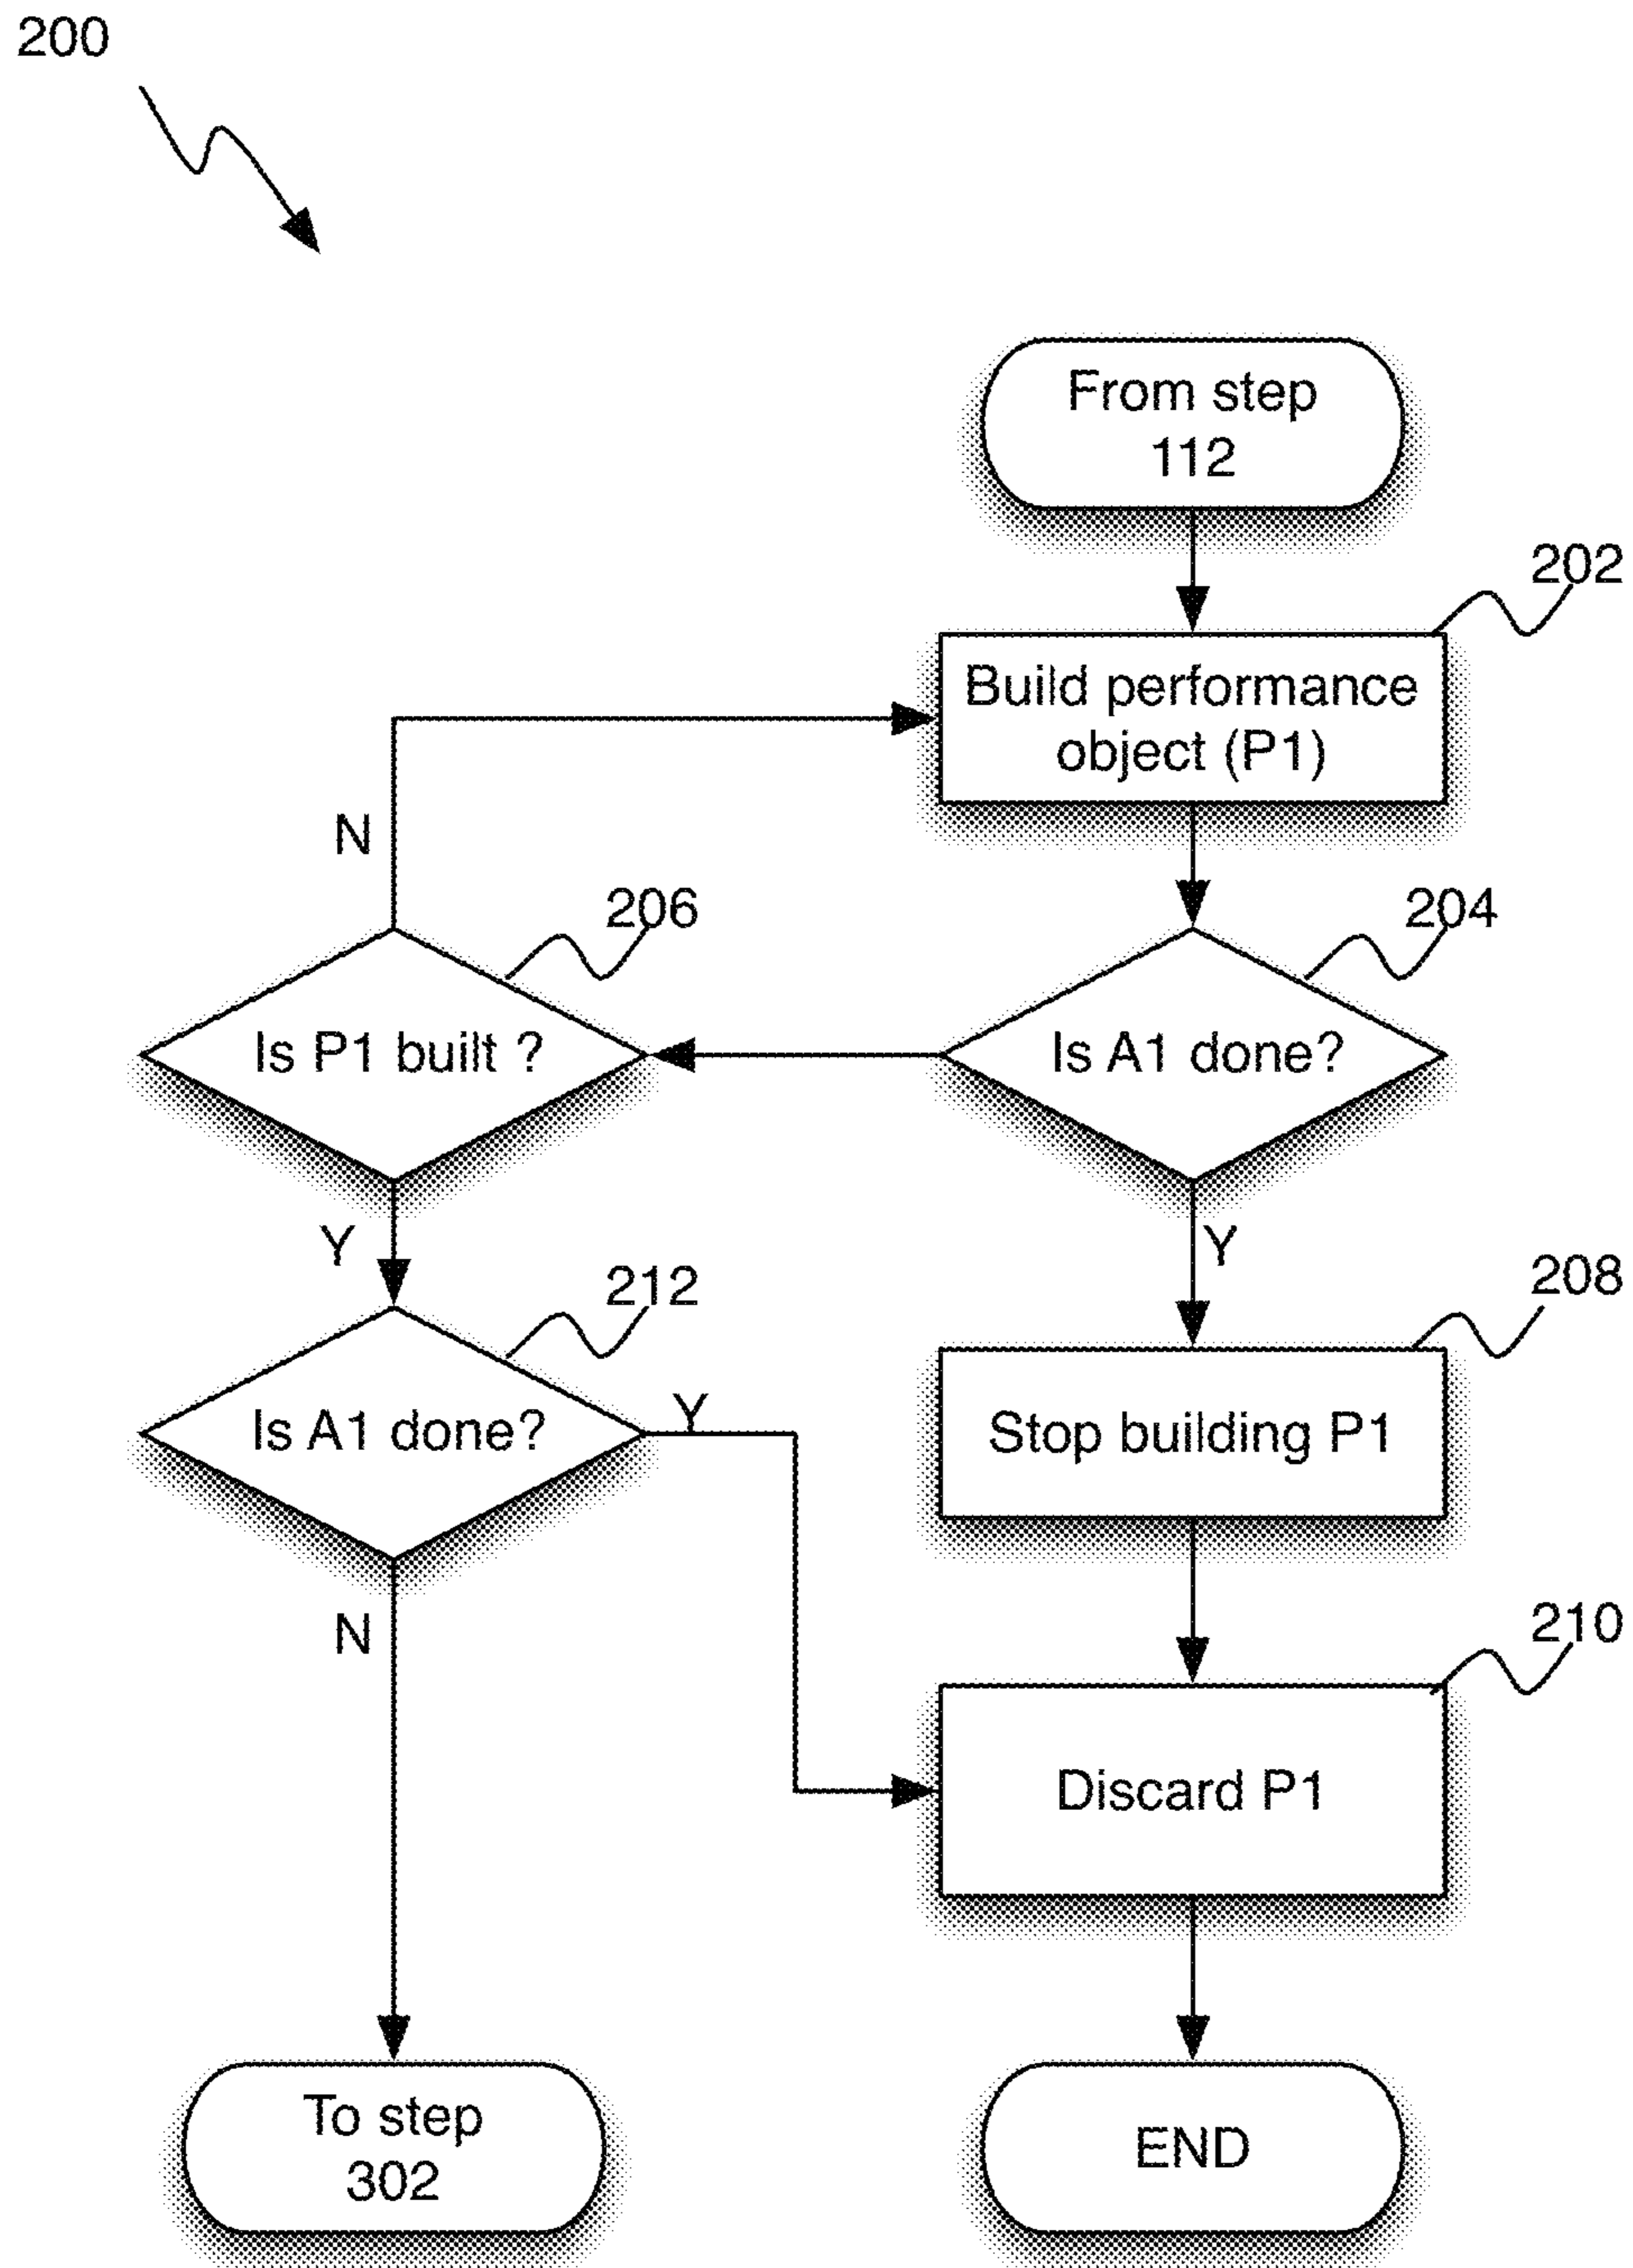 200
From step
112
202
Build performance
object (P1)
N
206
204
Is P1 built ?
Is A1 done?
Y
Y
212
208
Is A1 done?
Y
Stop building P1
N
210
Discard P1
To step
302
END